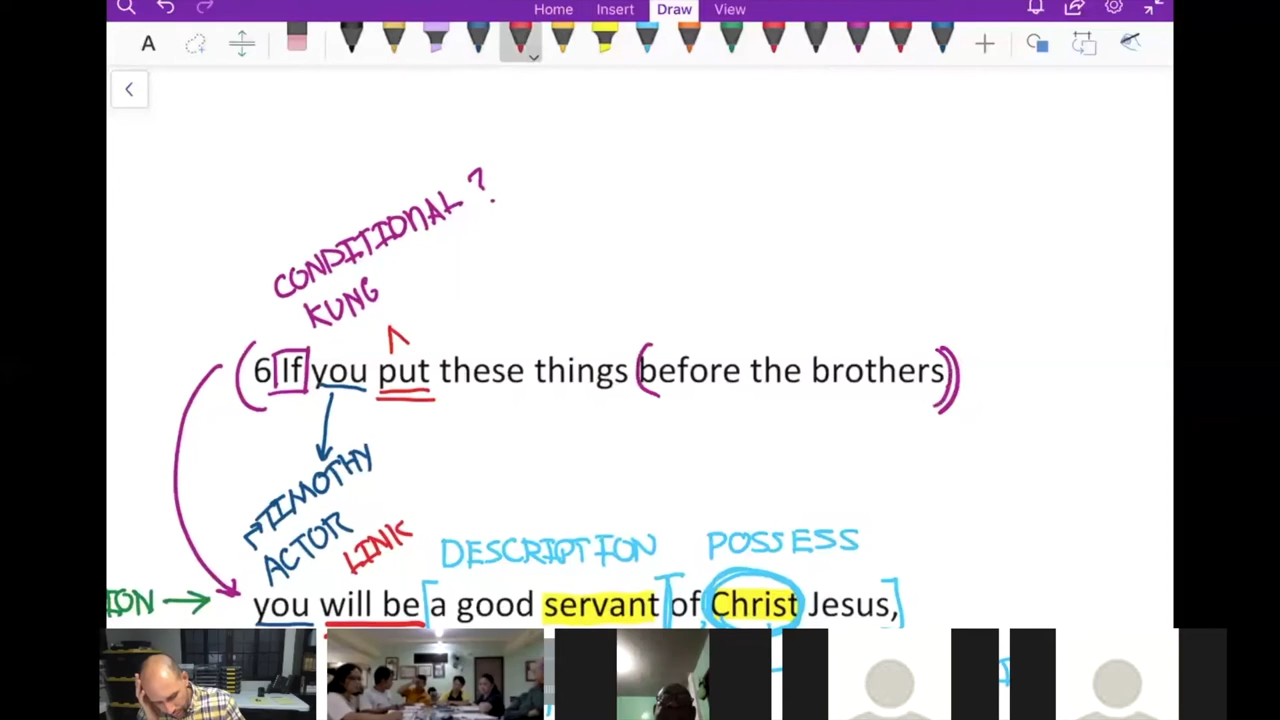 Home Insert Draw View
A
CONDITIONAL ?
KUNG
6 If you put these things before the brothers
TIMOTHY
ACTOR LINK DESCRIPTION POSSESS
ION you will be a good servant of Christ Jesus,